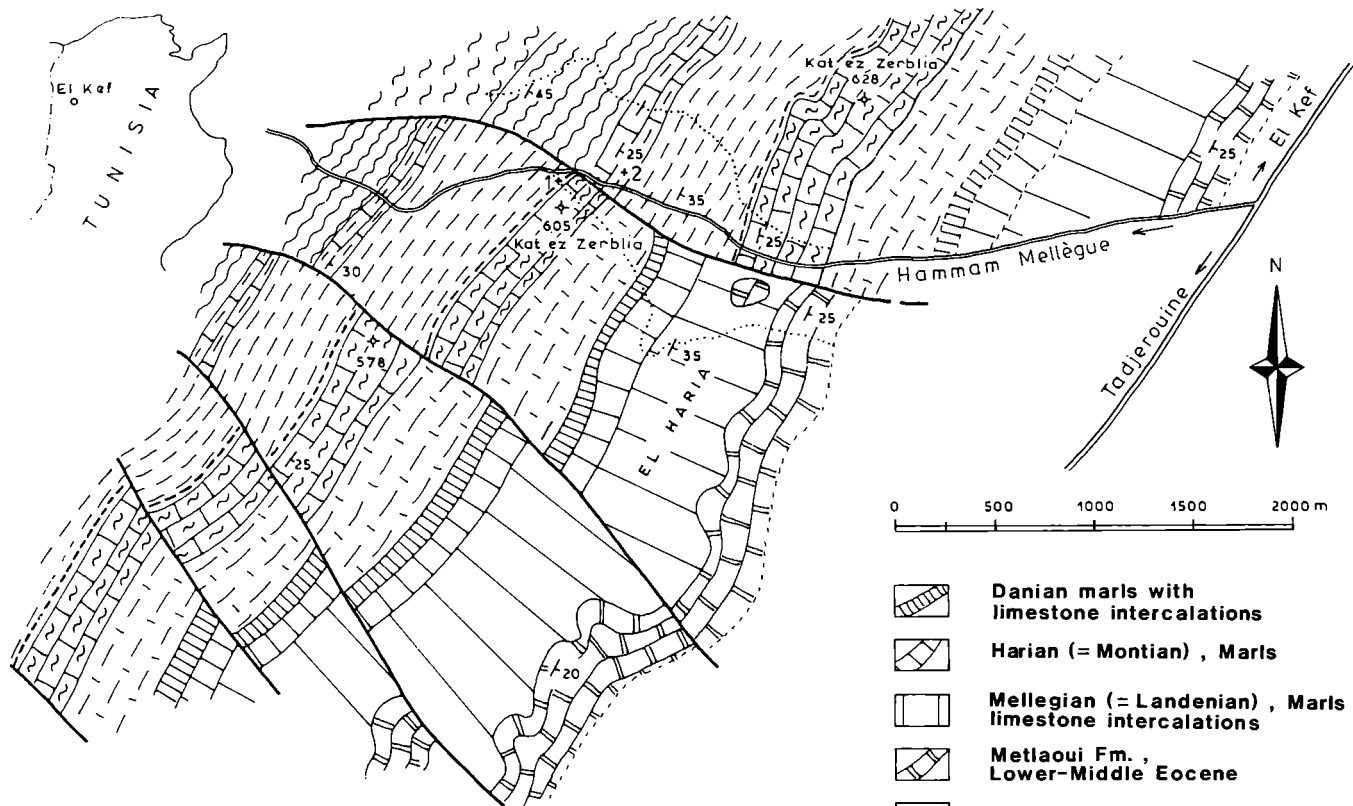 El Kef
TUNISIA
45
Kat ez Zerblia
628
25
+2
1+
35
605
Kat ez Zerblia
25
25
El Kef
Hammam Mellègue
Tadjerouine
N
30
578
25
35
EL HARIA
25
20
0 500 1000 1500 2000 m
Danian marls with
limestone intercalations
Harian (= Montian) , Marls
Mellegian (= Landenian) , Marls
limestone intercalations
Metlaoui Fm. ,
Lower-Middle Eocene